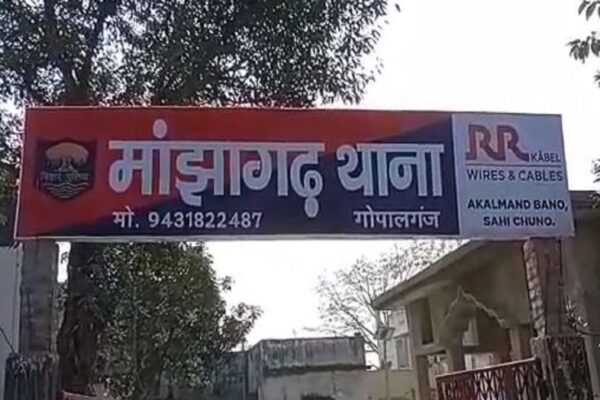 मांझागढ़ थाना
मो. 9431822487 गोपालगंज
बिहार पुलिस
RR KABEL
WIRES & CABLES
AKALMAND BANO,
SAHI CHUNO.